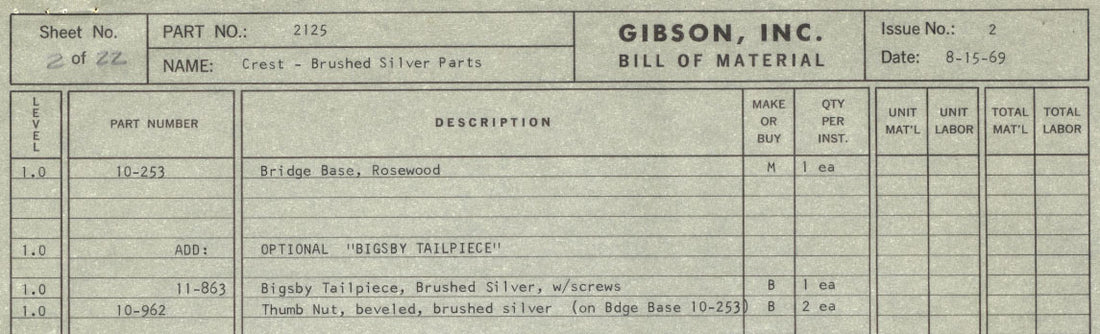 Sheet No. PART NO.: 2125 GIBSON, INC. Issue No.: 2
2 of 22 NAME: Crest - Brushed Silver Parts BILL OF MATERIAL Date: 8-15-69
LEVEL PART NUMBER DESCRIPTION MAKE OR BUY QTY PER INST. UNIT MAT'L UNIT LABOR TOTAL MAT'L TOTAL LABOR
1.0 10-253 Bridge Base, Rosewood M 1 ea
1.0 ADD: OPTIONAL "BIGSBY TAILPIECE"
1.0 11-863 Bigsby Tailpiece, Brushed Silver, w/screws B 1 ea
1.0 10-962 Thumb Nut, beveled, brushed silver (on Bdge Base 10-253) B 2 ea